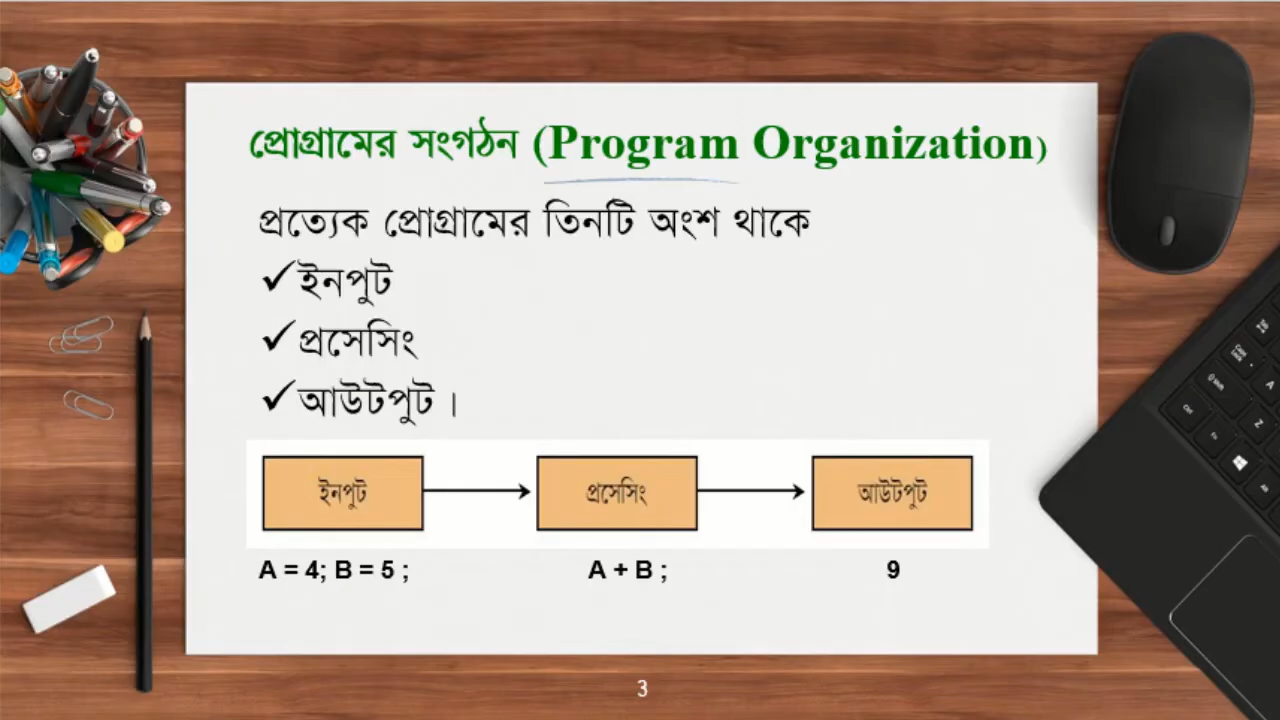 প্রোগ্রামের সংগঠন (Program Organization)
প্রত্যেক প্রোগ্রামের তিনটি অংশ থাকে
✓ইনপুট
✓প্রসেসিং
✓আউটপুট।
ইনপুট প্রসেসিং আউটপুট
A = 4; B = 5 ; A + B ; 9
3